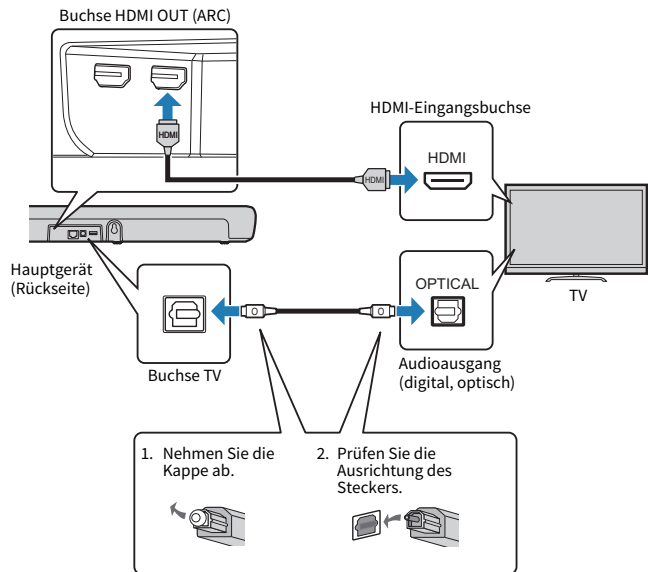 Buchse HDMI OUT (ARC)
HDMI
HDMI-Eingangsbuchse
HDMI
HDMI
Hauptgerät
(Rückseite)
TV
OPTICAL
Buchse TV
Audioausgang
(digital, optisch)
1. Nehmen Sie die
Kappe ab.
2. Prüfen Sie die
Ausrichtung des
Steckers.